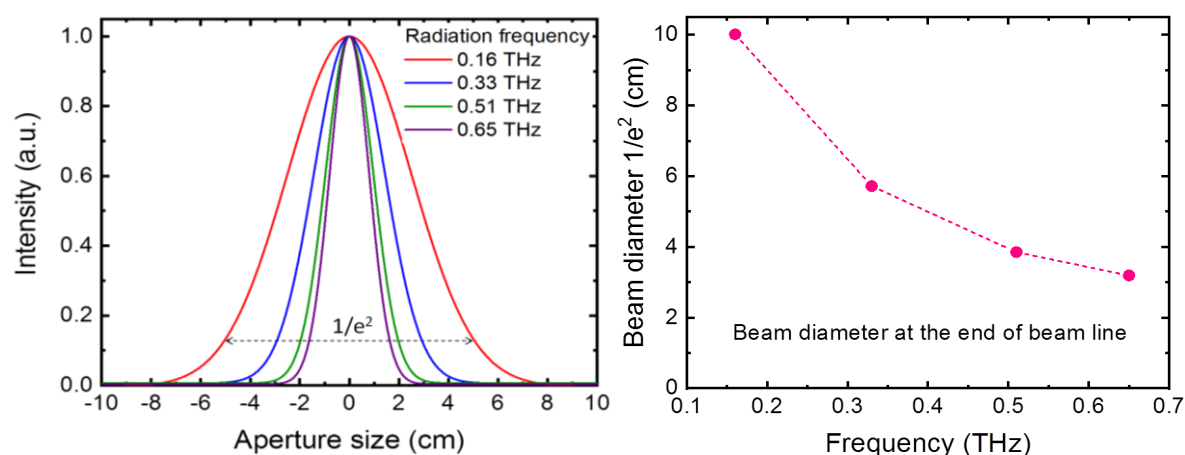 Radiation frequency
0.16 THz
0.33 THz
0.51 THz
0.65 THz
1/e²
Intensity (a.u.)
1.0
0.8
0.6
0.4
0.2
0.0
-10 -8 -6 -4 -2 0 2 4 6 8 10
Aperture size (cm)
Beam diameter 1/e² (cm)
10
8
6
4
2
0
Beam diameter at the end of beam line
0.1 0.2 0.3 0.4 0.5 0.6 0.7
Frequency (THz)